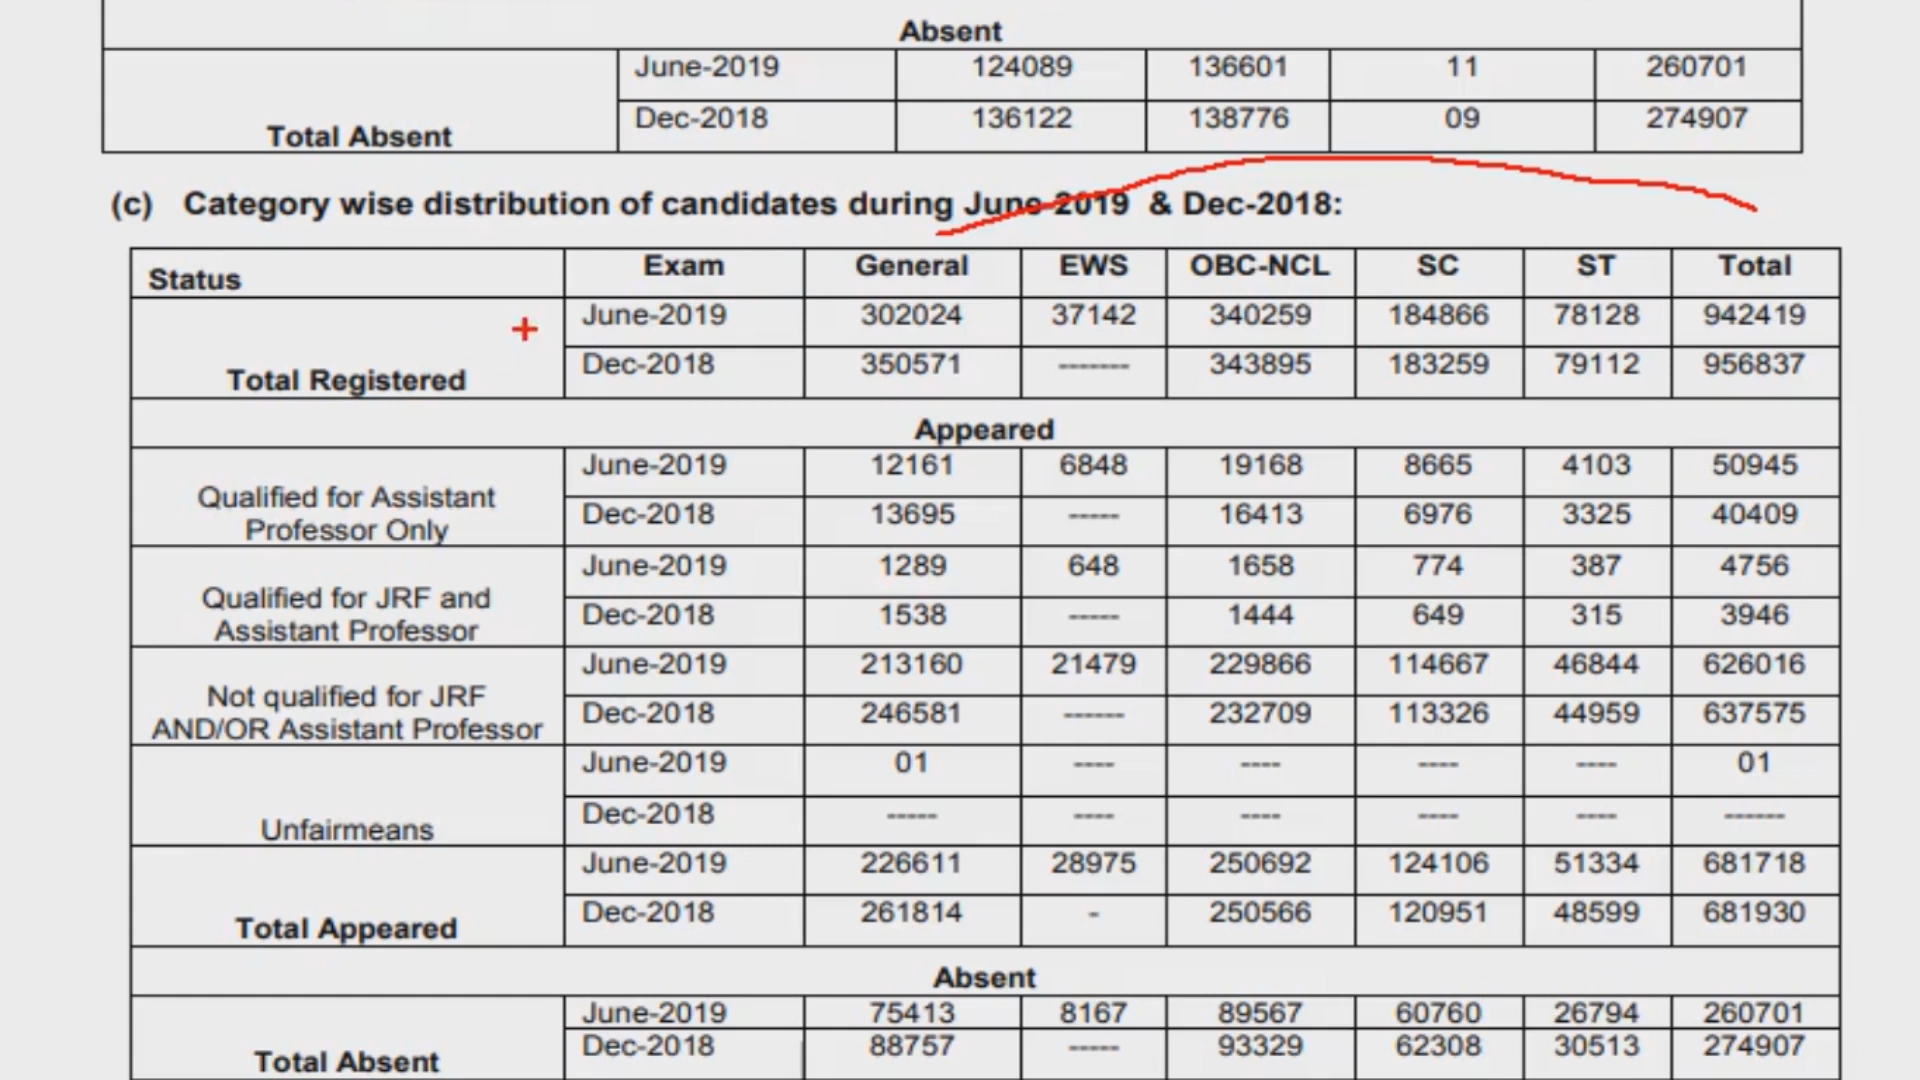 Absent
Total Absent June-2019 124089 136601 11 260701
Dec-2018 136122 138776 09 274907
(c) Category wise distribution of candidates during June-2019 & Dec-2018:
Status Exam General EWS OBC-NCL SC ST Total
Total Registered June-2019 302024 37142 340259 184866 78128 942419
Dec-2018 350571 ------- 343895 183259 79112 956837
Appeared
Qualified for Assistant
Professor Only
June-2019 12161 6848 19168 8665 4103 50945
Dec-2018 13695 ----- 16413 6976 3325 40409
Qualified for JRF and
Assistant Professor
June-2019 1289 648 1658 774 387 4756
Dec-2018 1538 ----- 1444 649 315 3946
Not qualified for JRF
AND/OR Assistant Professor
June-2019 213160 21479 229866 114667 46844 626016
Dec-2018 246581 ------ 232709 113326 44959 637575
Unfairmeans June-2019 01 ---- ---- ---- ---- 01
Dec-2018 ----- ---- ---- ---- ---- ------
Total Appeared June-2019 226611 28975 250692 124106 51334 681718
Dec-2018 261814 - 250566 120951 48599 681930
Absent
Total Absent June-2019 75413 8167 89567 60760 26794 260701
Dec-2018 88757 ----- 93329 62308 30513 274907